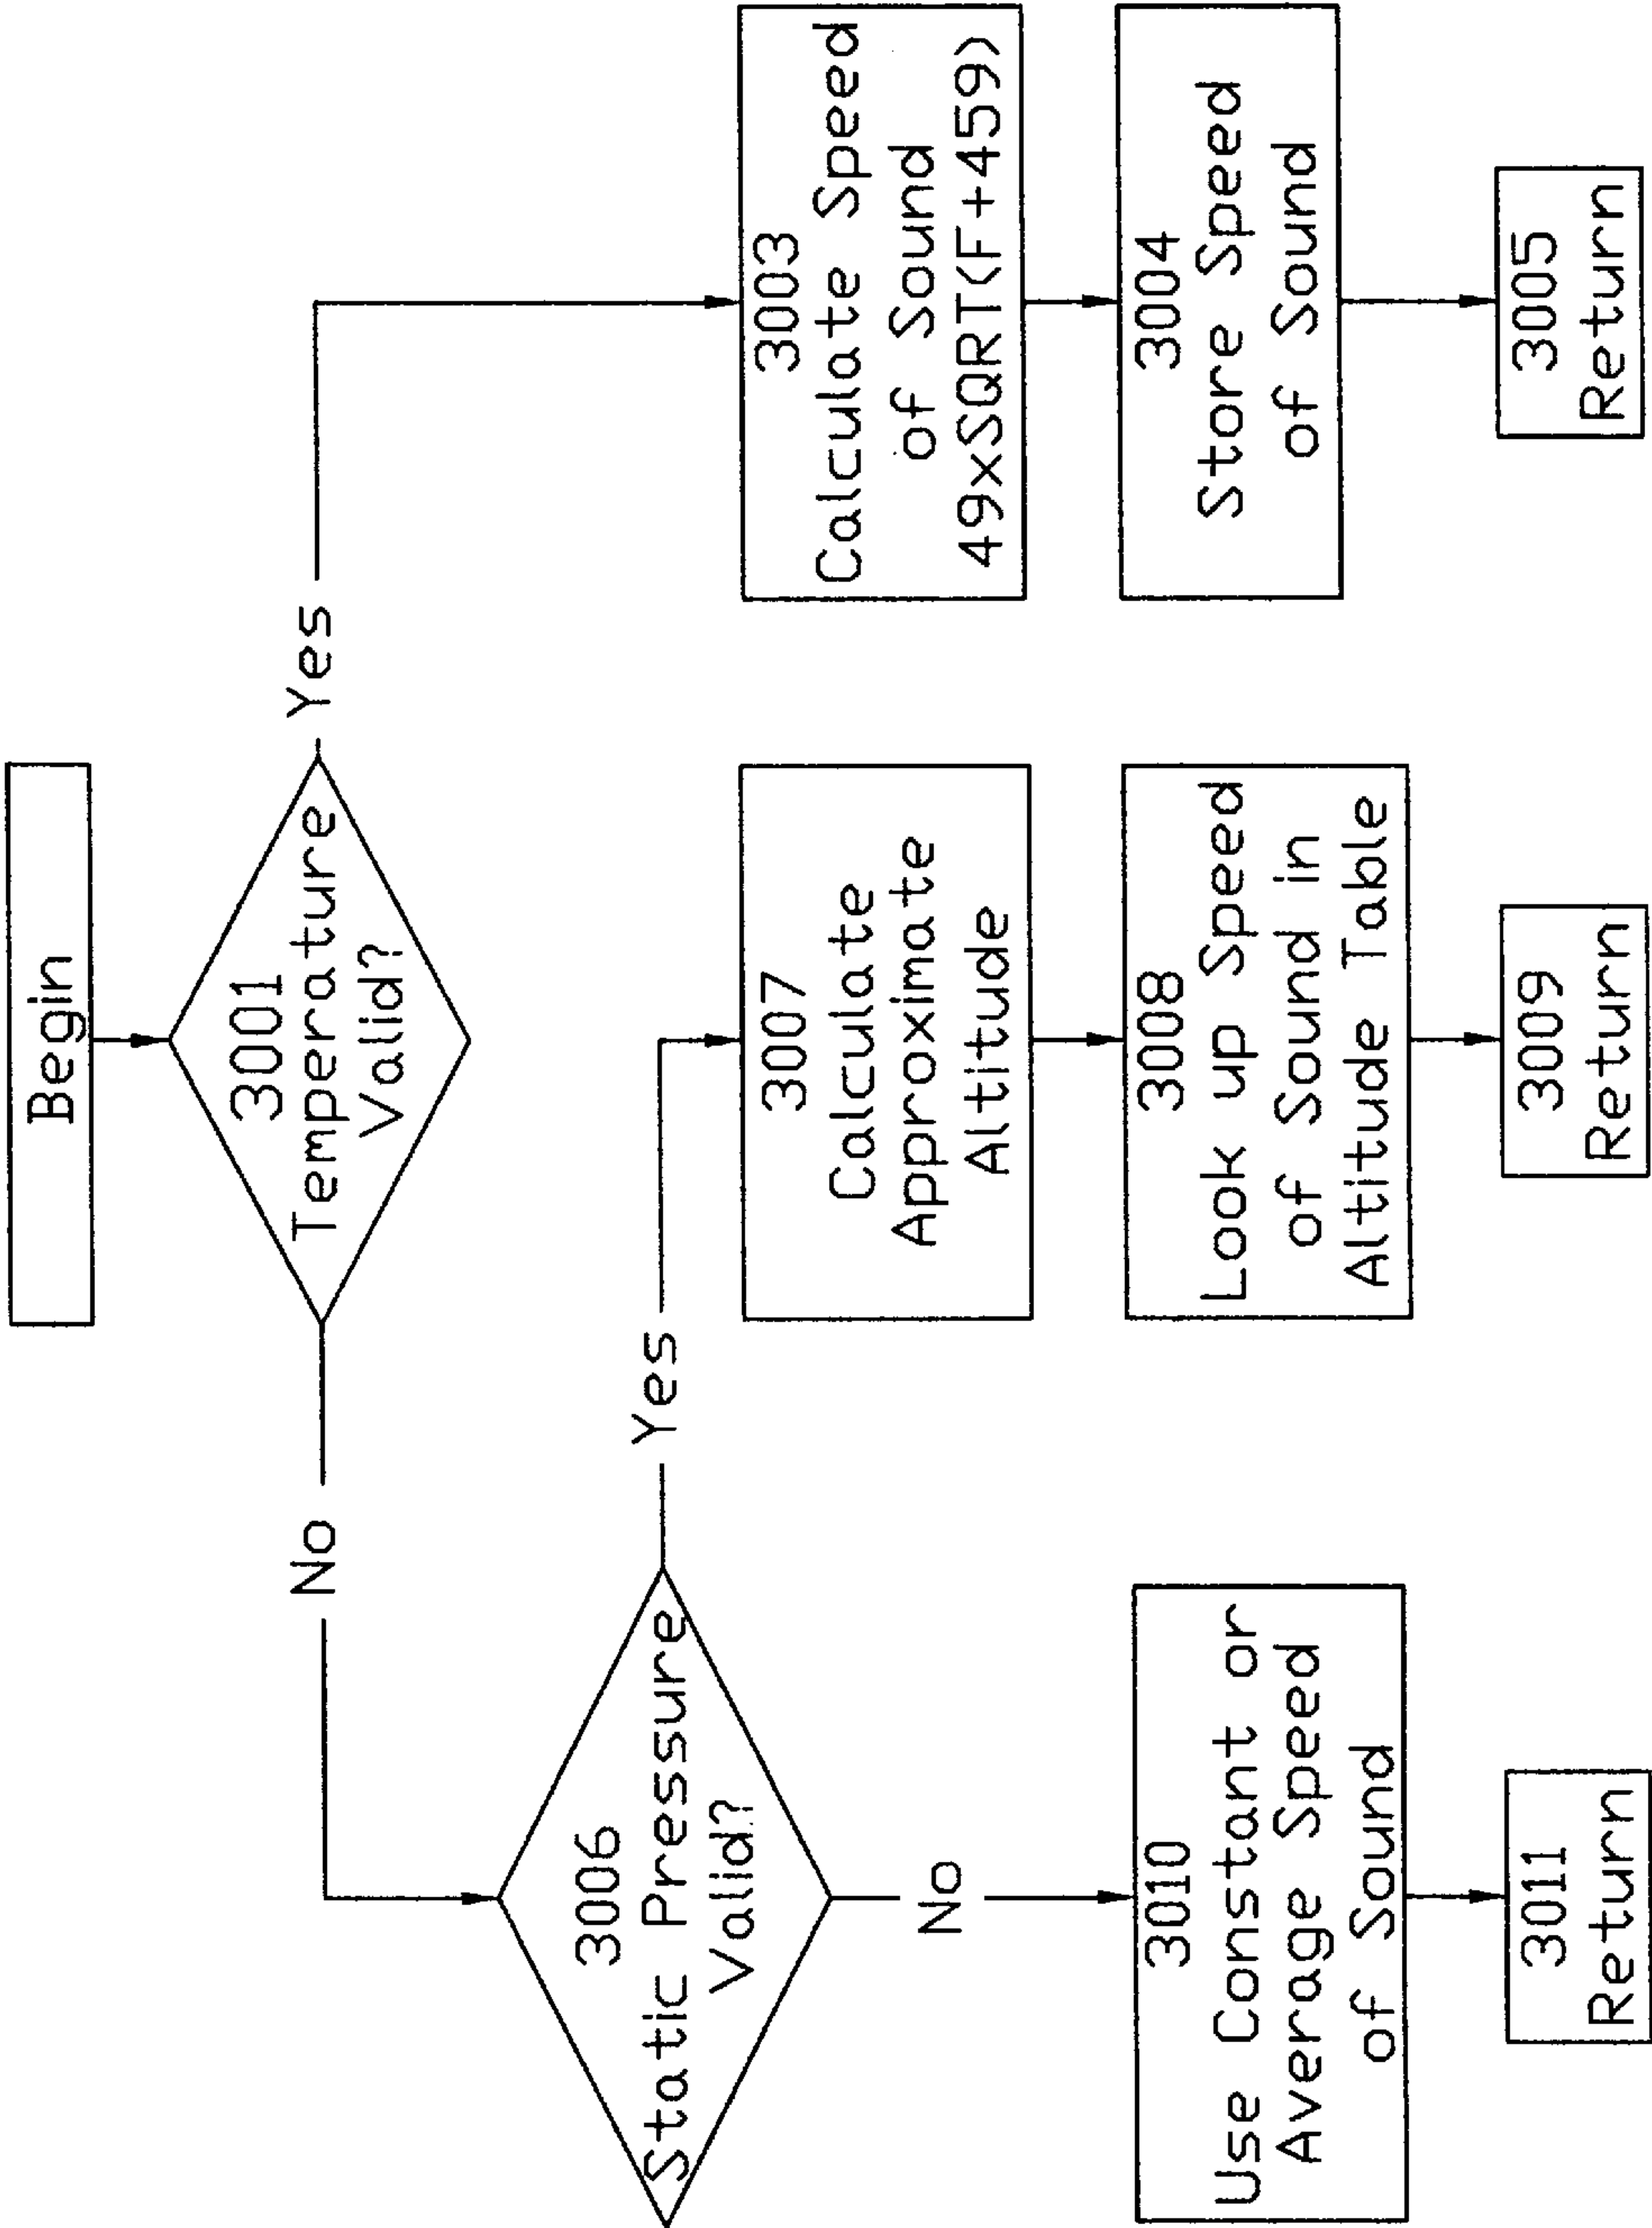 Begin
3001
Temperature
Valid?
No
Yes
3006
Static Pressure
Valid?
Yes
No
3003
Calculate Speed
of Sound
49xSQRT(F+459)
3007
Calculate
Approximate
Altitude
3004
Store Speed
of Sound
3008
Look up Speed
of Sound in
Altitude Table
3010
Use Constant or
Average Speed
of Sound
3005
Return
3009
Return
3011
Return